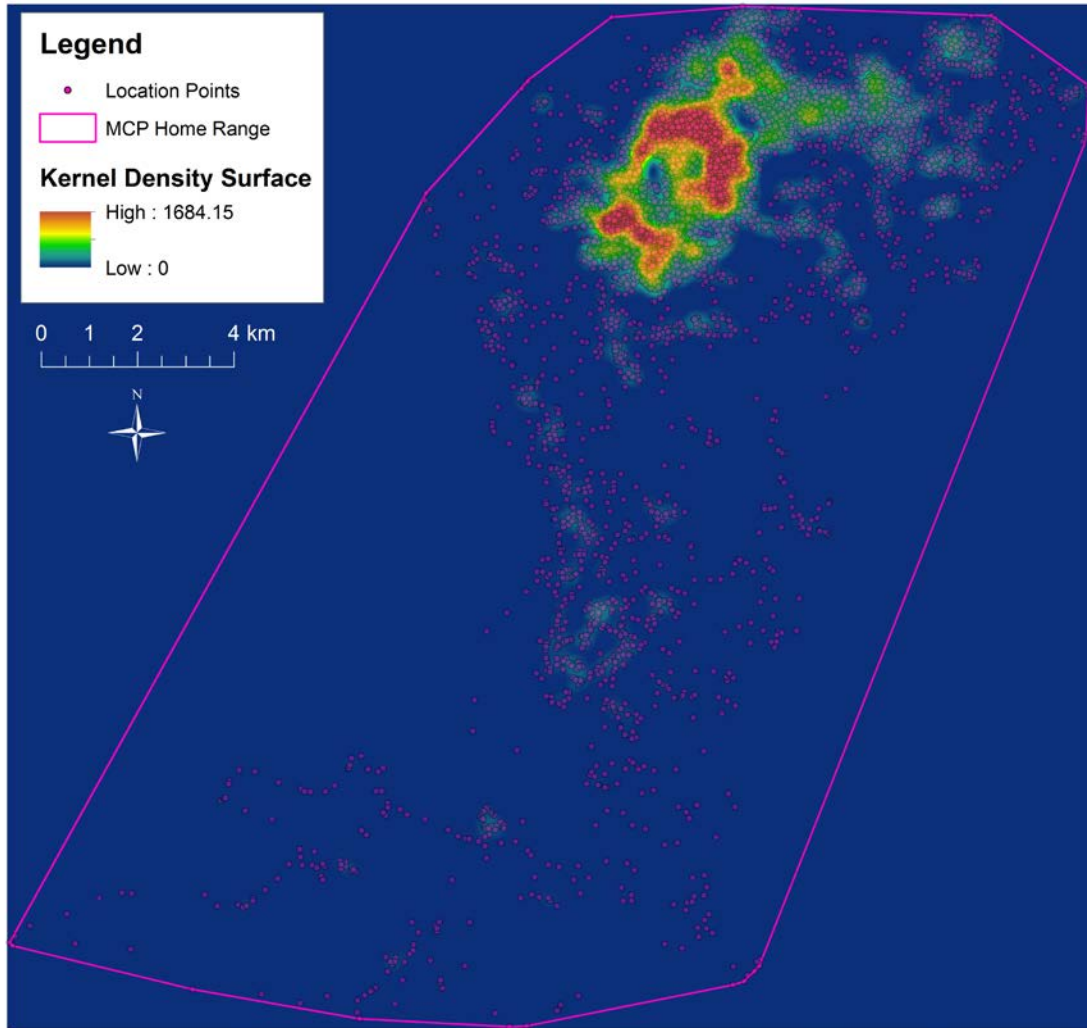 Legend
Location Points
MCP Home Range
Kernel Density Surface
High : 1684.15
Low : 0
0 1 2 4 km
N